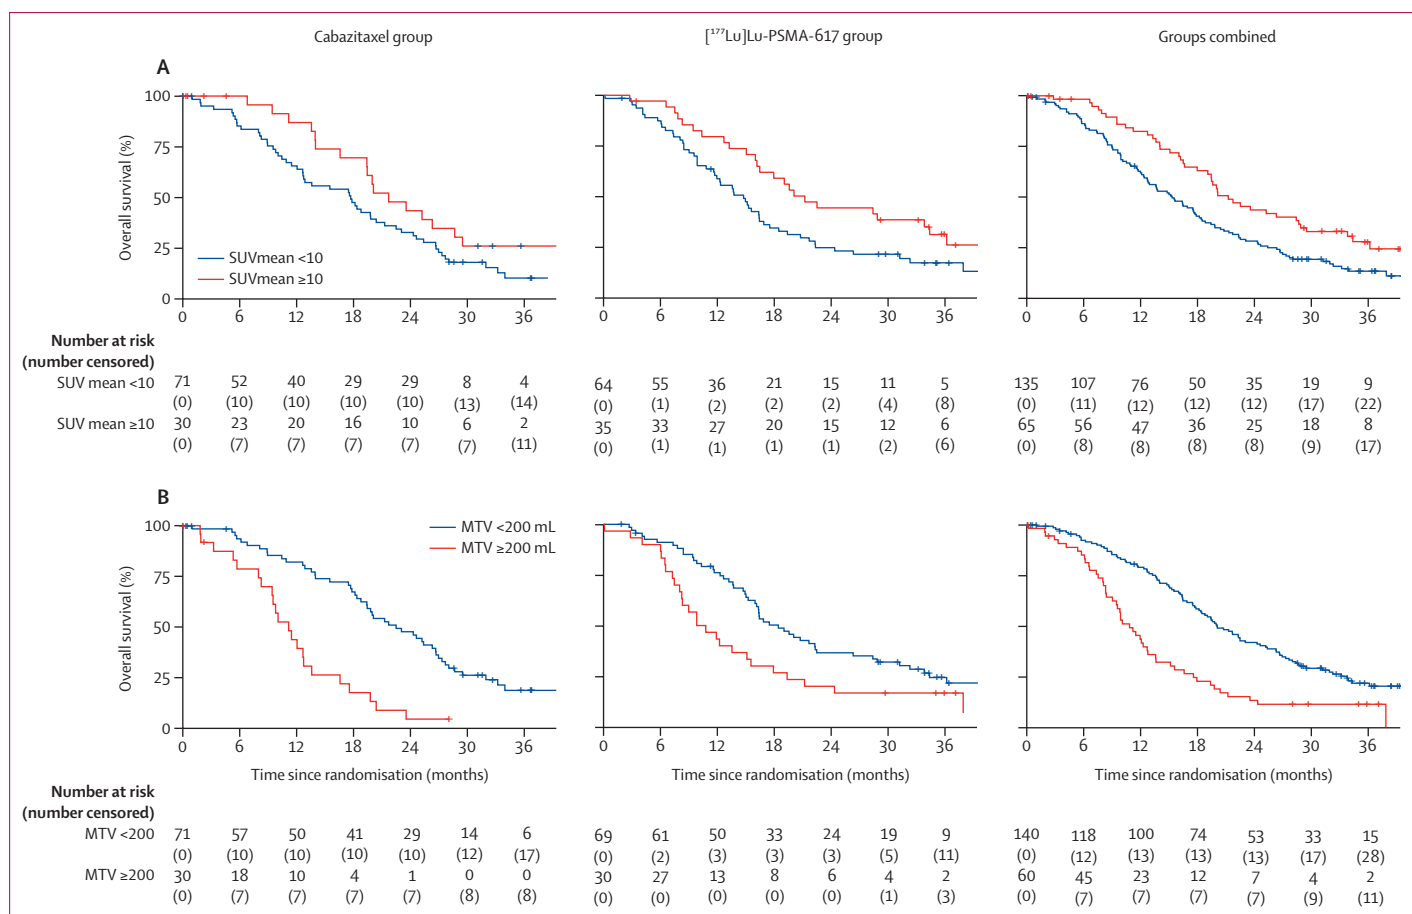 Cabazitaxel group [¹⁷⁷Lu]Lu-PSMA-617 group Groups combined
A
Overall survival (%)
100
75
50
25
0
SUVmean <10
SUVmean ≥10
0 6 12 18 24 30 36 0 6 12 18 24 30 36 0 6 12 18 24 30 36
Number at risk
(number censored)
SUV mean <10 71 52 40 29 29 8 4 64 55 36 21 15 11 5 135 107 76 50 35 19 9
(0) (10) (10) (10) (10) (13) (14) (0) (1) (2) (2) (2) (4) (8) (0) (11) (12) (12) (12) (17) (22)
SUV mean ≥10 30 23 20 16 10 6 2 35 33 27 20 15 12 6 65 56 47 36 25 18 8
(0) (7) (7) (7) (7) (7) (11) (0) (1) (1) (1) (1) (2) (6) (0) (8) (8) (8) (8) (9) (17)
B
Overall survival (%)
100
75
50
25
0
MTV <200 mL
MTV ≥200 mL
0 6 12 18 24 30 36 0 6 12 18 24 30 36 0 6 12 18 24 30 36
Time since randomisation (months) Time since randomisation (months) Time since randomisation (months)
Number at risk
(number censored)
MTV <200 71 57 50 41 29 14 6 69 61 50 33 24 19 9 140 118 100 74 53 33 15
(0) (10) (10) (10) (10) (12) (17) (0) (2) (3) (3) (3) (5) (11) (0) (12) (13) (13) (13) (17) (28)
MTV ≥200 30 18 10 4 1 0 0 30 27 13 8 6 4 2 60 45 23 12 7 4 2
(0) (7) (7) (7) (7) (8) (8) (0) (0) (0) (0) (0) (1) (3) (0) (7) (7) (7) (7) (9) (11)